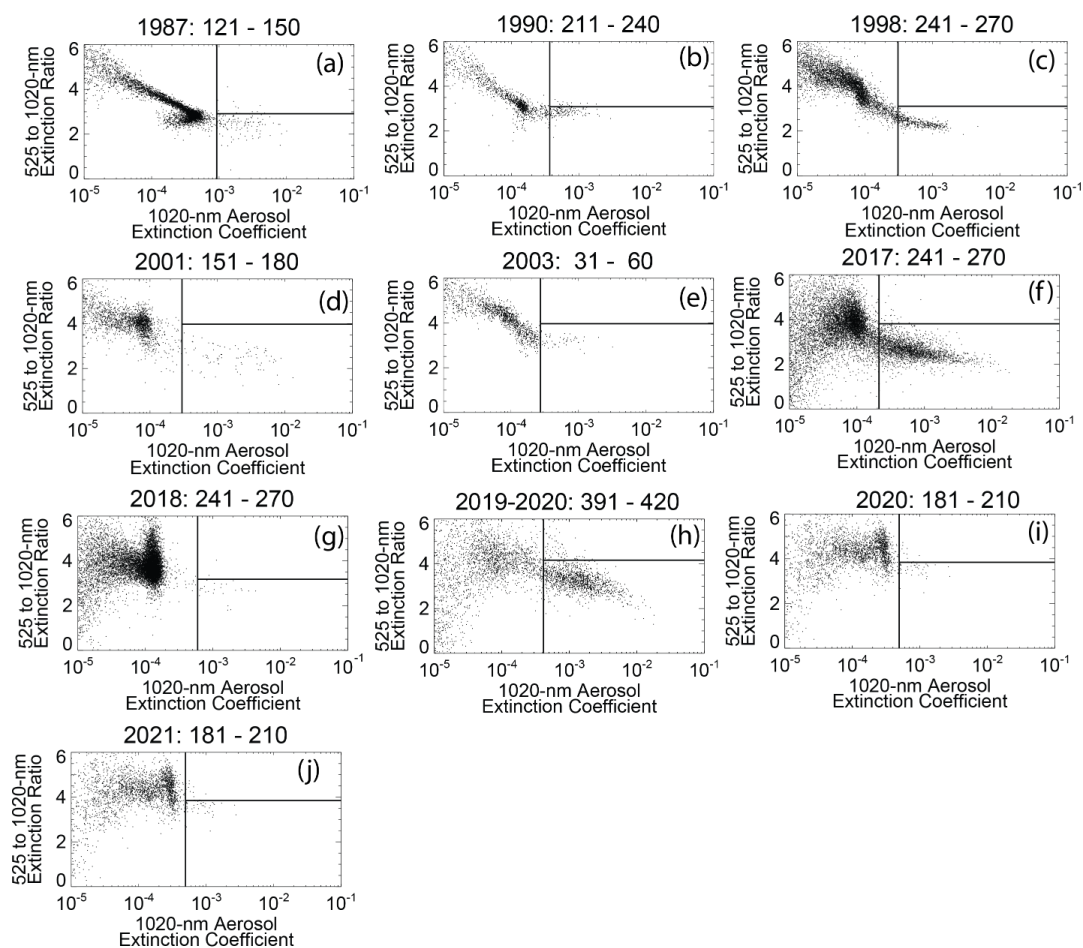 1987: 121 - 150
(a)
525 to 1020-nm
Extinction Ratio
6
4
2
0
10-5 10-4 10-3 10-2 10-1
1020-nm Aerosol
Extinction Coefficient
1990: 211 - 240
(b)
525 to 1020-nm
Extinction Ratio
6
4
2
0
10-5 10-4 10-3 10-2 10-1
1020-nm Aerosol
Extinction Coefficient
1998: 241 - 270
(c)
525 to 1020-nm
Extinction Ratio
6
4
2
0
10-5 10-4 10-3 10-2 10-1
1020-nm Aerosol
Extinction Coefficient
2001: 151 - 180
(d)
525 to 1020-nm
Extinction Ratio
6
4
2
0
10-5 10-4 10-3 10-2 10-1
1020-nm Aerosol
Extinction Coefficient
2003: 31 - 60
(e)
525 to 1020-nm
Extinction Ratio
6
4
2
0
10-5 10-4 10-3 10-2 10-1
1020-nm Aerosol
Extinction Coefficient
2017: 241 - 270
(f)
525 to 1020-nm
Extinction Ratio
6
4
2
0
10-5 10-4 10-3 10-2 10-1
1020-nm Aerosol
Extinction Coefficient
2018: 241 - 270
(g)
525 to 1020-nm
Extinction Ratio
6
4
2
0
10-5 10-4 10-3 10-2 10-1
1020-nm Aerosol
Extinction Coefficient
2019-2020: 391 - 420
(h)
525 to 1020-nm
Extinction Ratio
6
4
2
0
10-5 10-4 10-3 10-2 10-1
1020-nm Aerosol
Extinction Coefficient
2020: 181 - 210
(i)
525 to 1020-nm
Extinction Ratio
6
4
2
0
10-5 10-4 10-3 10-2 10-1
1020-nm Aerosol
Extinction Coefficient
2021: 181 - 210
(j)
525 to 1020-nm
Extinction Ratio
6
4
2
0
10-5 10-4 10-3 10-2 10-1
1020-nm Aerosol
Extinction Coefficient